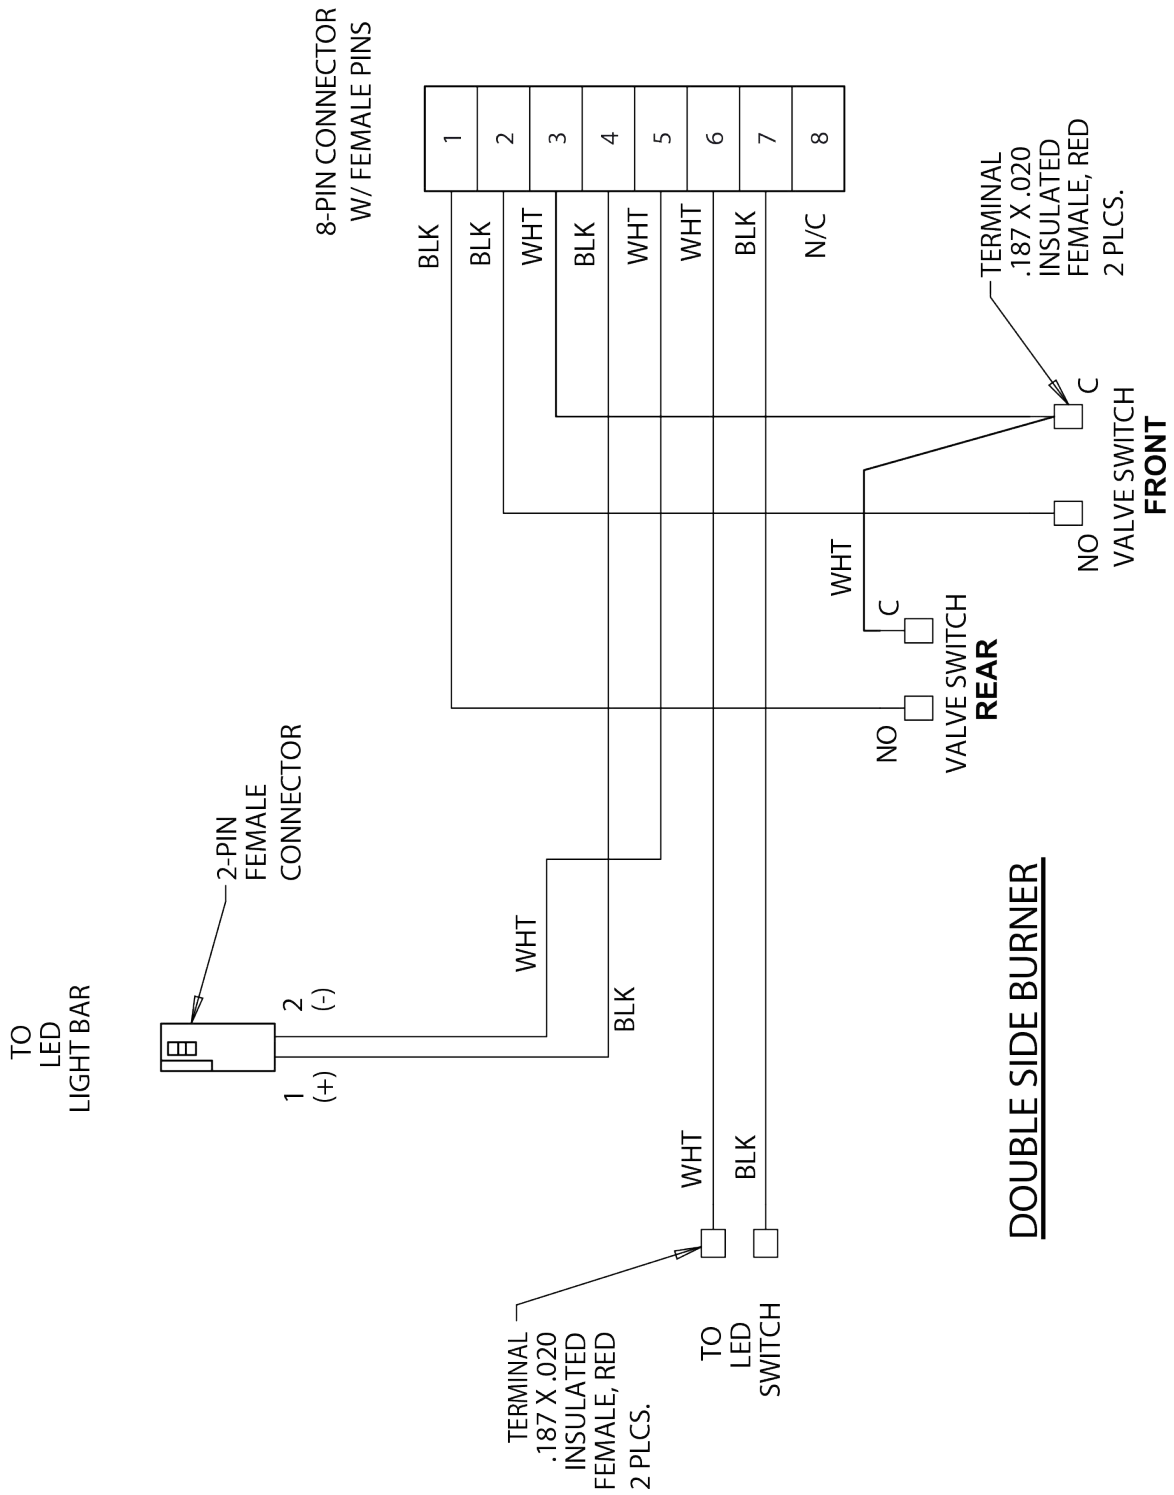 TO
LED
LIGHT BAR
2-PIN
FEMALE
CONNECTOR
8-PIN CONNECTOR
W/ FEMALE PINS
1
(+)
2
(-)
WHT
BLK
BLK
1
BLK
2
WHT
3
BLK
4
WHT
5
WHT
6
BLK
7
N/C
8
TERMINAL
.187 X .020
INSULATED
FEMALE, RED
2 PLCS.
TO
LED
SWITCH
WHT
BLK
WHT
NO
C
VALVE SWITCH
REAR
TERMINAL
.187 X .020
INSULATED
FEMALE, RED
2 PLCS.
NO
C
VALVE SWITCH
FRONT
DOUBLE SIDE BURNER